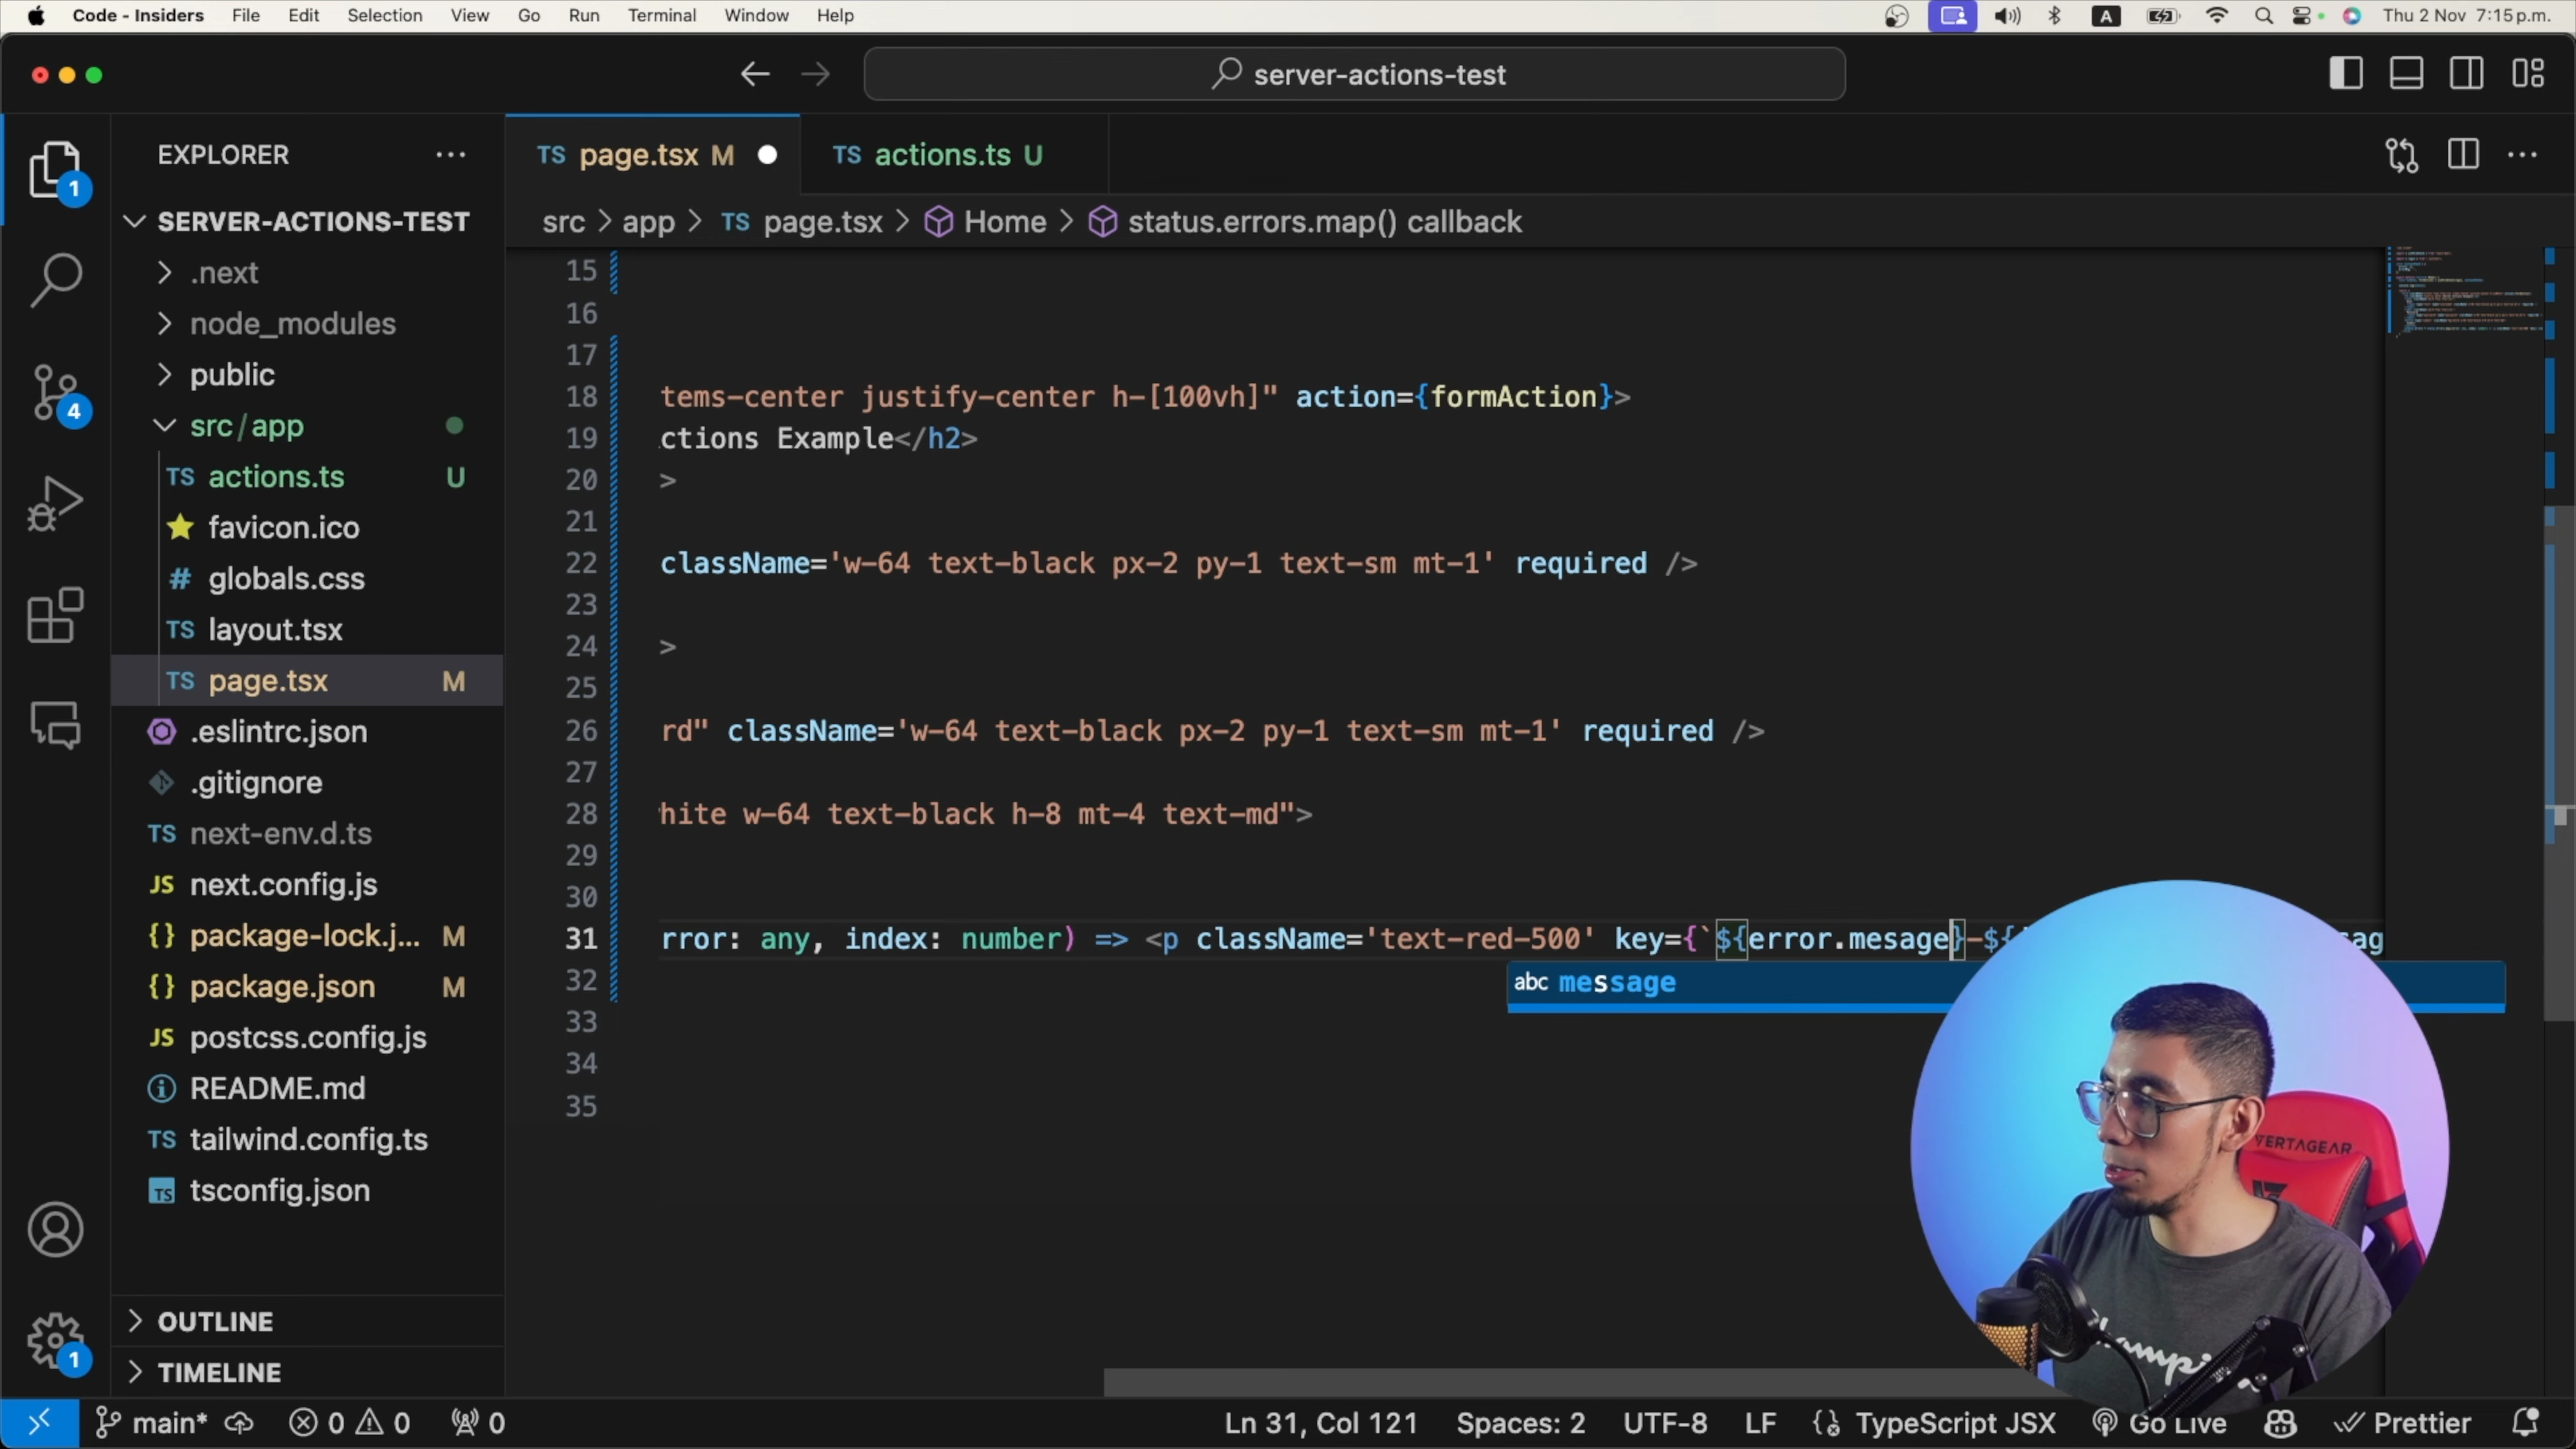 Code - Insiders File Edit Selection View Go Run Terminal Window Help
A
Thu 2 Nov 7:15 p.m.
server-actions-test
EXPLORER ...
TS page.tsx M
TS actions.ts U
1
SERVER-ACTIONS-TEST
src > app > TS page.tsx > Home > status.errors.map() callback
.next
node_modules
public
4
src/app
TS actions.ts U
favicon.ico
# globals.css
TS layout.tsx
TS page.tsx M
.eslintrc.json
.gitignore
TS next-env.d.ts
JS next.config.js
{} package-lock.j... M
{} package.json M
JS postcss.config.js
README.md
TS tailwind.config.ts
TS tsconfig.json
OUTLINE
1
TIMELINE
15
16
17
18 tems-center justify-center h-[100vh]" action={formAction}>
19 ctions Example</h2>
20 >
21
22 className='w-64 text-black px-2 py-1 text-sm mt-1' required />
23
24 >
25
26 rd" className='w-64 text-black px-2 py-1 text-sm mt-1' required />
27
28 hite w-64 text-black h-8 mt-4 text-md">
29
30
31 rror: any, index: number) => <p className='text-red-500' key={`${error.mesage}-${ sag
abc message
32
33
34
35
VERTAGEAR
main* 0 0 0 Ln 31, Col 121 Spaces: 2 UTF-8 LF {} TypeScript JSX Go Live Prettier